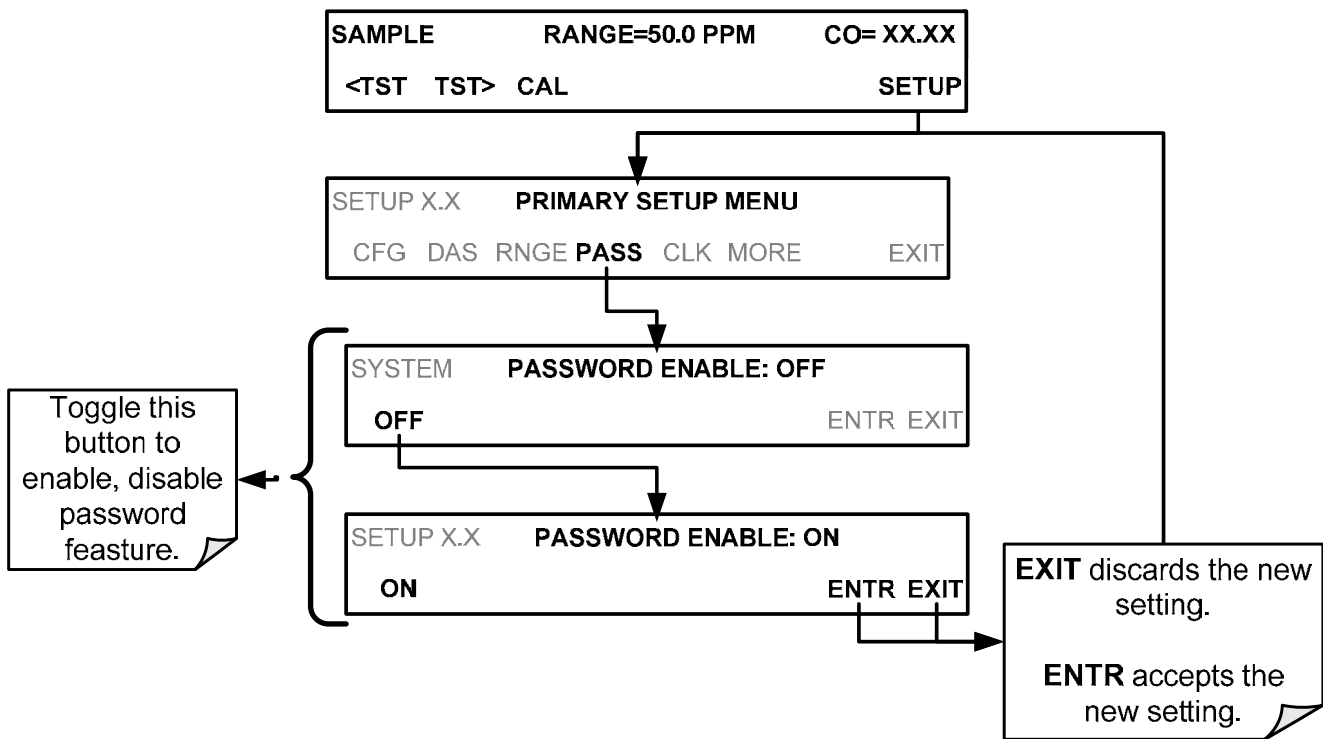 SAMPLE RANGE=50.0 PPM CO= XX.XX
<TST TST> CAL SETUP
SETUP X.X PRIMARY SETUP MENU
CFG DAS RNGE PASS CLK MORE EXIT
SYSTEM PASSWORD ENABLE: OFF
OFF ENTR EXIT
Toggle this
button to
enable, disable
password
feasture.
SETUP X.X PASSWORD ENABLE: ON
ON ENTR EXIT
EXIT discards the new
setting.
ENTR accepts the
new setting.